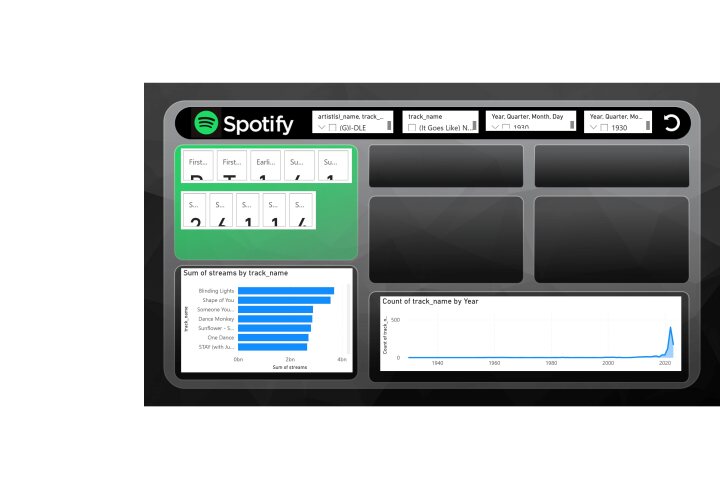 Spotify
artist(s)_name, track_...
(G)I-DLE
track_name
(It Goes Like) N...
Year, Quarter, Month, Day
1930
Year, Quarter, Mo...
1930
First...
First...
Earli...
Su...
Su...
S...
S...
S...
S...
S...
Sum of streams by track_name
track_name
Blinding Lights
Shape of You
Someone You...
Dance Monkey
Sunflower - S...
One Dance
STAY (with Ju...
0bn
2bn
4bn
Sum of streams
Count of track_name by Year
Count of track_n...
500
0
1940
1960
1980
2000
2020